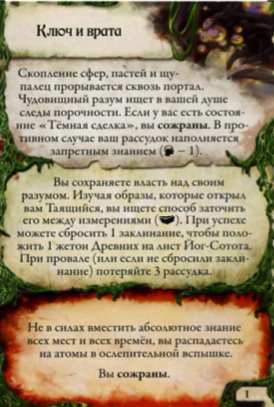 Ключ и врата
Скопление сфер, пастей и щу-
палец прорывается сквозь портал.
Чудовищный разум ищет в вашей душе
следы порочности. Если у вас есть состоя-
ние «Тёмная сделка», вы сожраны. В про-
тивном случае ваш рассудок наполняется
запретным знанием ( – 1).
Вы сохраняете власть над своим
разумом. Изучая образы, которые открыл
вам Таящийся, вы ищете способ заточить
его между измерениями ( ). При успехе
можете сбросить 1 заклинание, чтобы поло-
жить 1 жетон Древних на лист Йог-Сотота.
При провале (или если не сбросили закли-
нание) потеряйте 3 рассудка.
Не в силах вместить абсолютное знание
всех мест и всех времён, вы распадаетесь
на атомы в ослепительной вспышке.
Вы сожраны.
1